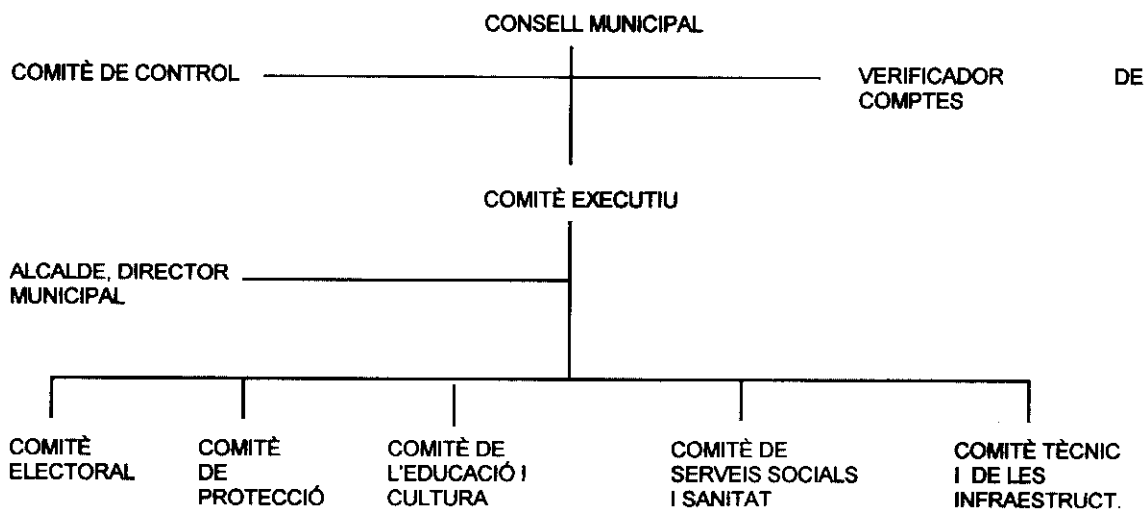 CONSELL MUNICIPAL
COMITÈ DE CONTROL
VERIFICADOR DE
COMPTES
COMITÈ EXECUTIU
ALCALDE, DIRECTOR
MUNICIPAL
COMITÈ
ELECTORAL
COMITÈ
DE
PROTECCIÓ
COMITÈ DE
L'EDUCACIÓ I
CULTURA
COMITÈ DE
SERVEIS SOCIALS
I SANITAT
COMITÈ TÈCNIC
I DE LES
INFRAESTRUCT.